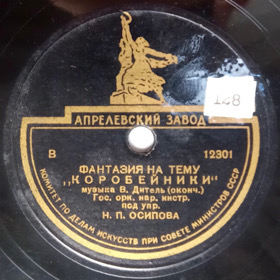 АПРЕЛЕВСКИЙ ЗАВОД
128
В 12301
ФАНТАЗИЯ НА ТЕМУ
„КОРОБЕЙНИКИ“
музыка В. Дитель (оконч.)
Гос. орк. нар. инстр.
под упр.
Н. П. ОСИПОВА
КОМИТЕТ ПО ДЕЛАМ ИСКУССТВ ПРИ СОВЕТЕ МИНИСТРОВ СССР